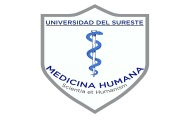 UNIVERSIDAD DEL SURESTE
MEDICINA HUMANA
Scientia et Humanism